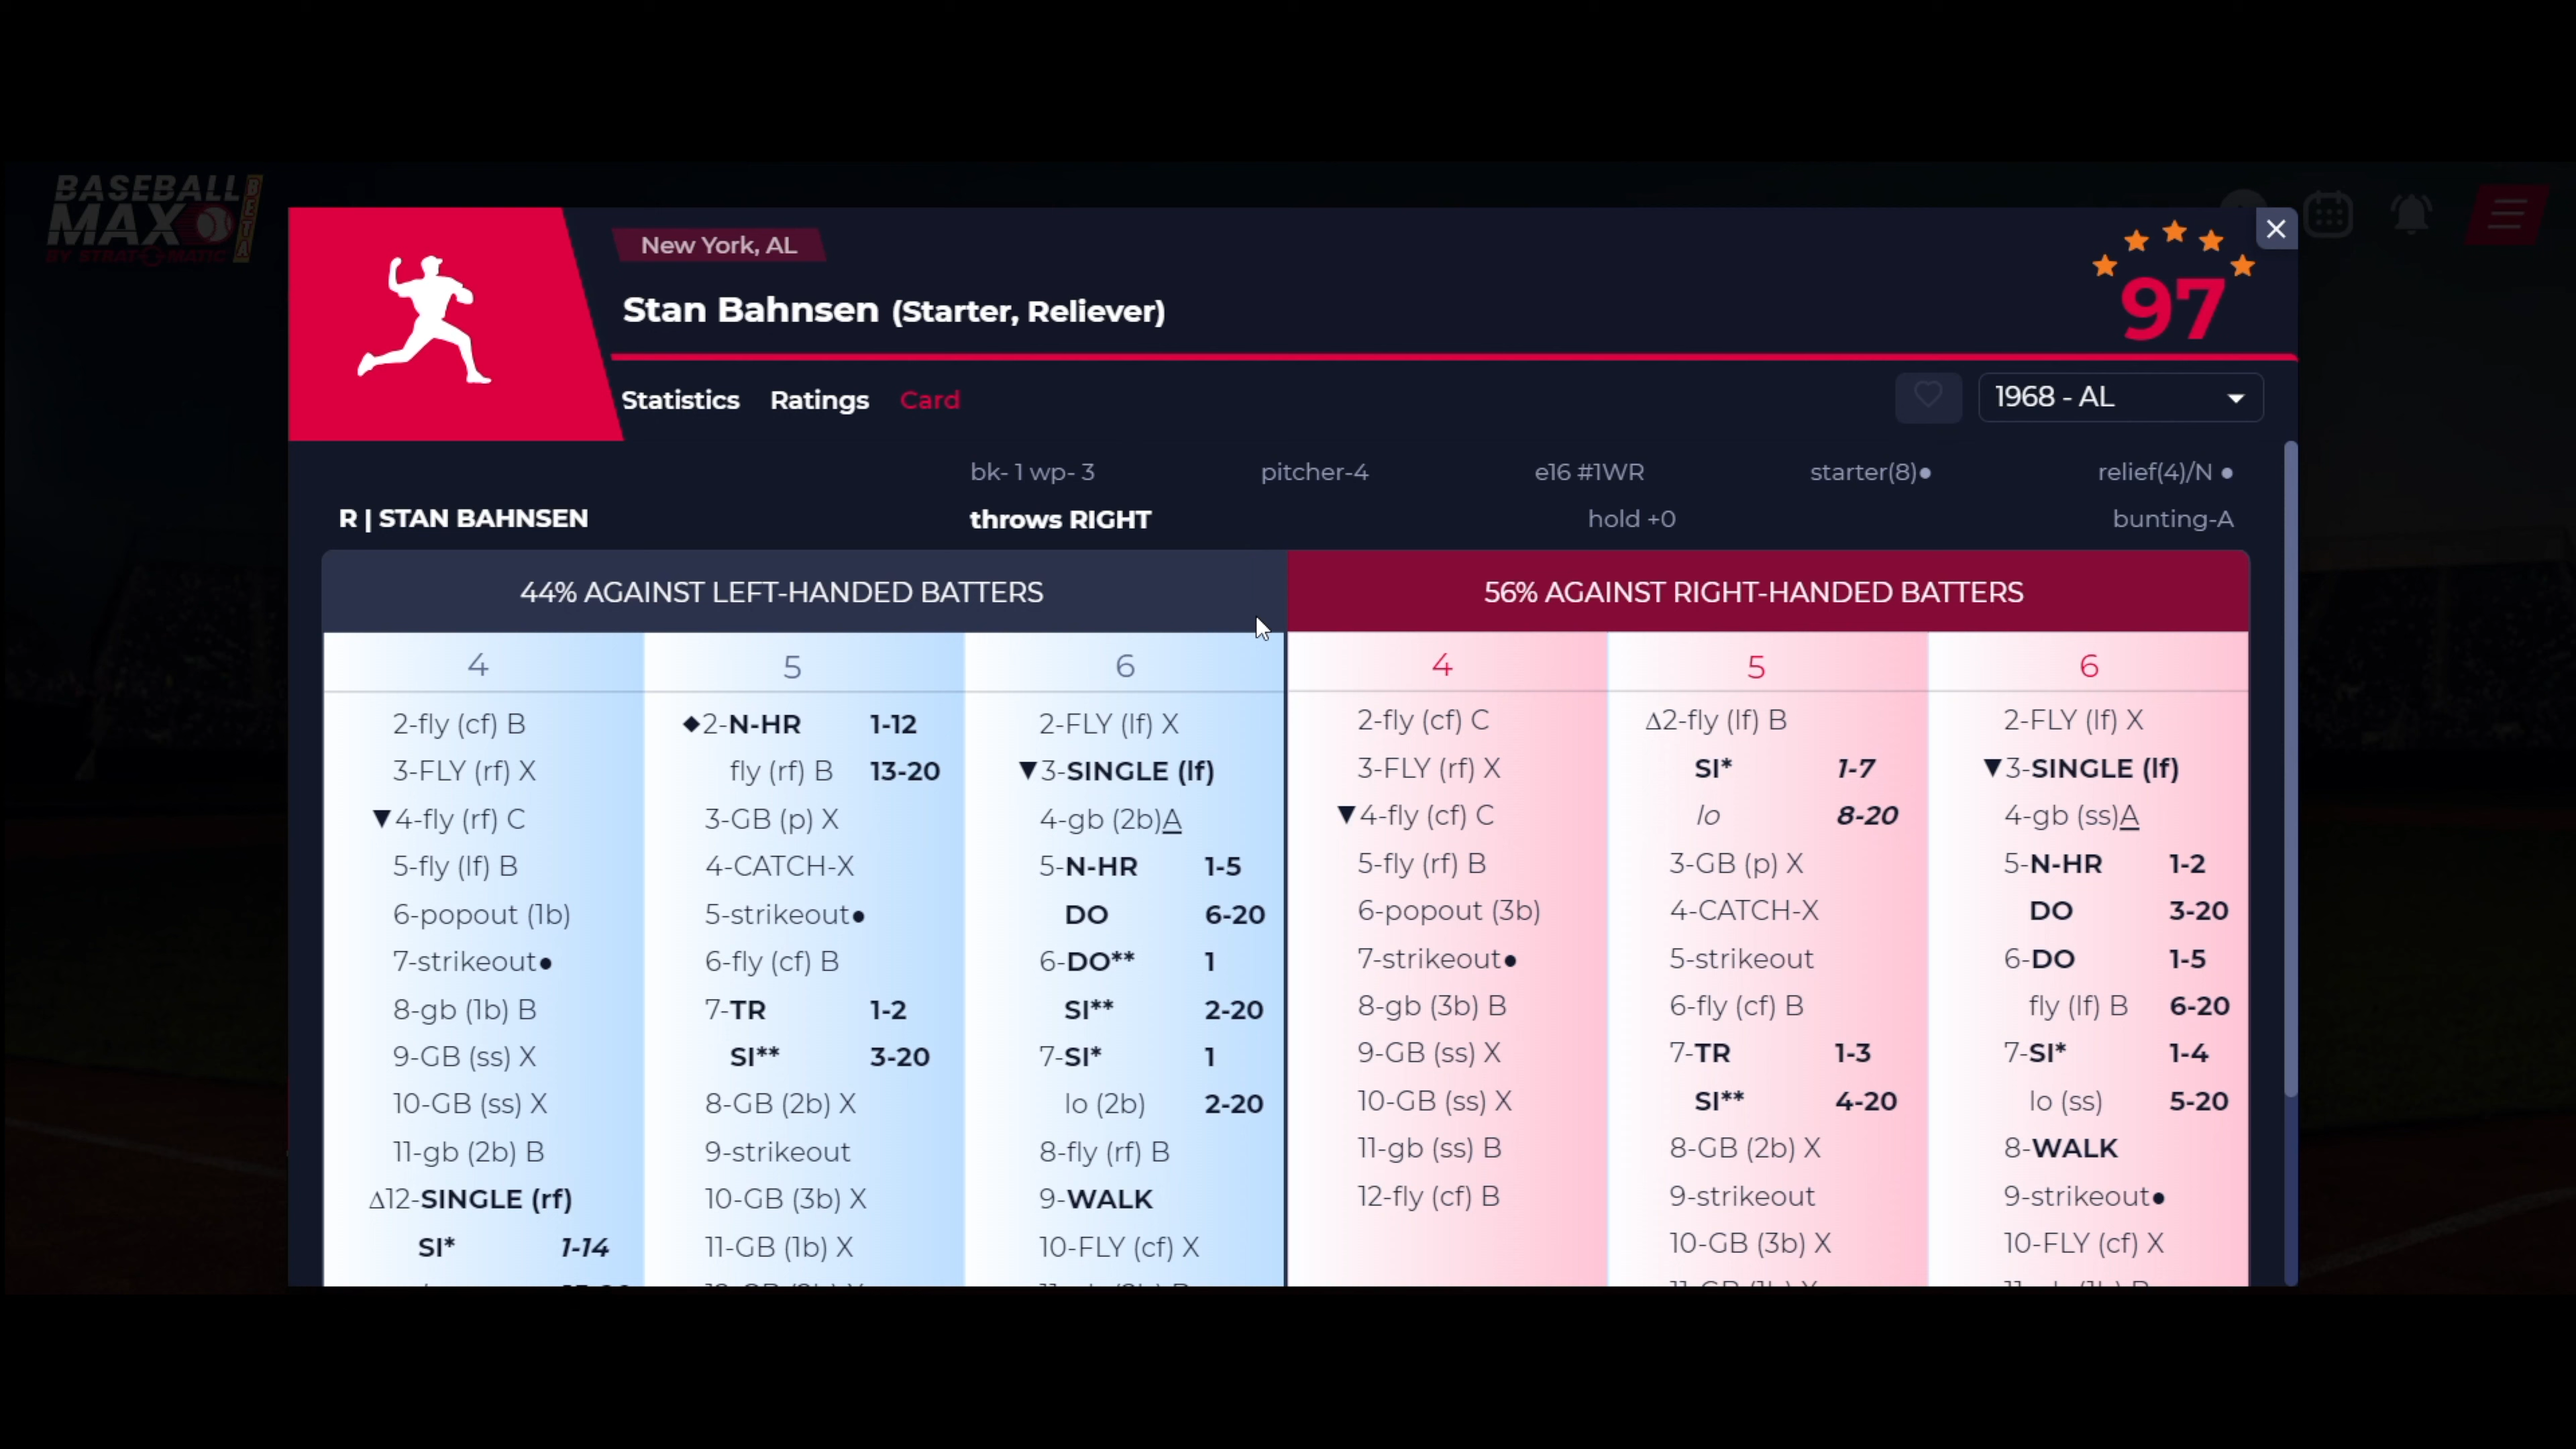 BASEBALL
MAX
BETA
BY STRAT-O-MATIC
New York, AL
Stan Bahnsen (Starter, Reliever)
97
Statistics Ratings Card
1968 - AL
bk- 1 wp- 3 pitcher-4 e16 #1WR starter(8)● relief(4)/N ●
R | STAN BAHNSEN throws RIGHT hold +0 bunting-A
44% AGAINST LEFT-HANDED BATTERS
4
2-fly (cf) B
3-FLY (rf) X
▼4-fly (rf) C
5-fly (lf) B
6-popout (1b)
7-strikeout●
8-gb (1b) B
9-GB (ss) X
10-GB (ss) X
11-gb (2b) B
Δ12-SINGLE (rf)
SI* 1-14
5
◆2-N-HR 1-12
fly (rf) B 13-20
3-GB (p) X
4-CATCH-X
5-strikeout●
6-fly (cf) B
7-TR 1-2
SI** 3-20
8-GB (2b) X
9-strikeout
10-GB (3b) X
11-GB (1b) X
6
2-FLY (lf) X
▼3-SINGLE (lf)
4-gb (2b)A
5-N-HR 1-5
DO 6-20
6-DO** 1
SI** 2-20
7-SI* 1
lo (2b) 2-20
8-fly (rf) B
9-WALK
10-FLY (cf) X
56% AGAINST RIGHT-HANDED BATTERS
4
2-fly (cf) C
3-FLY (rf) X
▼4-fly (cf) C
5-fly (rf) B
6-popout (3b)
7-strikeout●
8-gb (3b) B
9-GB (ss) X
10-GB (ss) X
11-gb (ss) B
12-fly (cf) B
5
Δ2-fly (lf) B
SI* 1-7
lo 8-20
3-GB (p) X
4-CATCH-X
5-strikeout
6-fly (cf) B
7-TR 1-3
SI** 4-20
8-GB (2b) X
9-strikeout
10-GB (3b) X
6
2-FLY (lf) X
▼3-SINGLE (lf)
4-gb (ss)A
5-N-HR 1-2
DO 3-20
6-DO 1-5
fly (lf) B 6-20
7-SI* 1-4
lo (ss) 5-20
8-WALK
9-strikeout●
10-FLY (cf) X